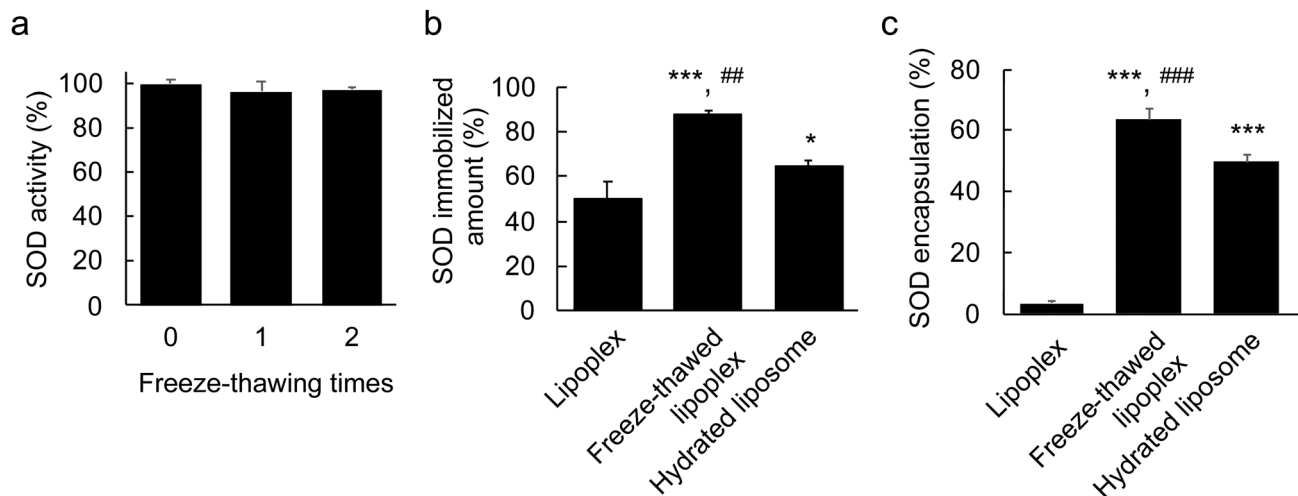 a
SOD activity (%)
100
80
60
40
20
0
0 1 2
Freeze-thawing times
b
SOD immobilized
amount (%)
100
80
60
40
20
0
***, ##
*
Lipoplex
Freeze-thawed
lipoplex
Hydrated liposome
c
SOD encapsulation (%)
80
60
40
20
0
***, ###
***
Lipoplex
Freeze-thawed
lipoplex
Hydrated liposome